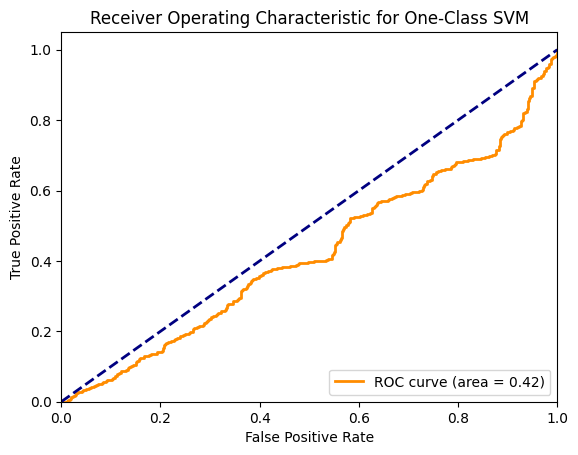 Receiver Operating Characteristic for One-Class SVM
1.0
0.8
0.6
0.4
0.2
0.0
True Positive Rate
ROC curve (area = 0.42)
0.0 0.2 0.4 0.6 0.8 1.0
False Positive Rate